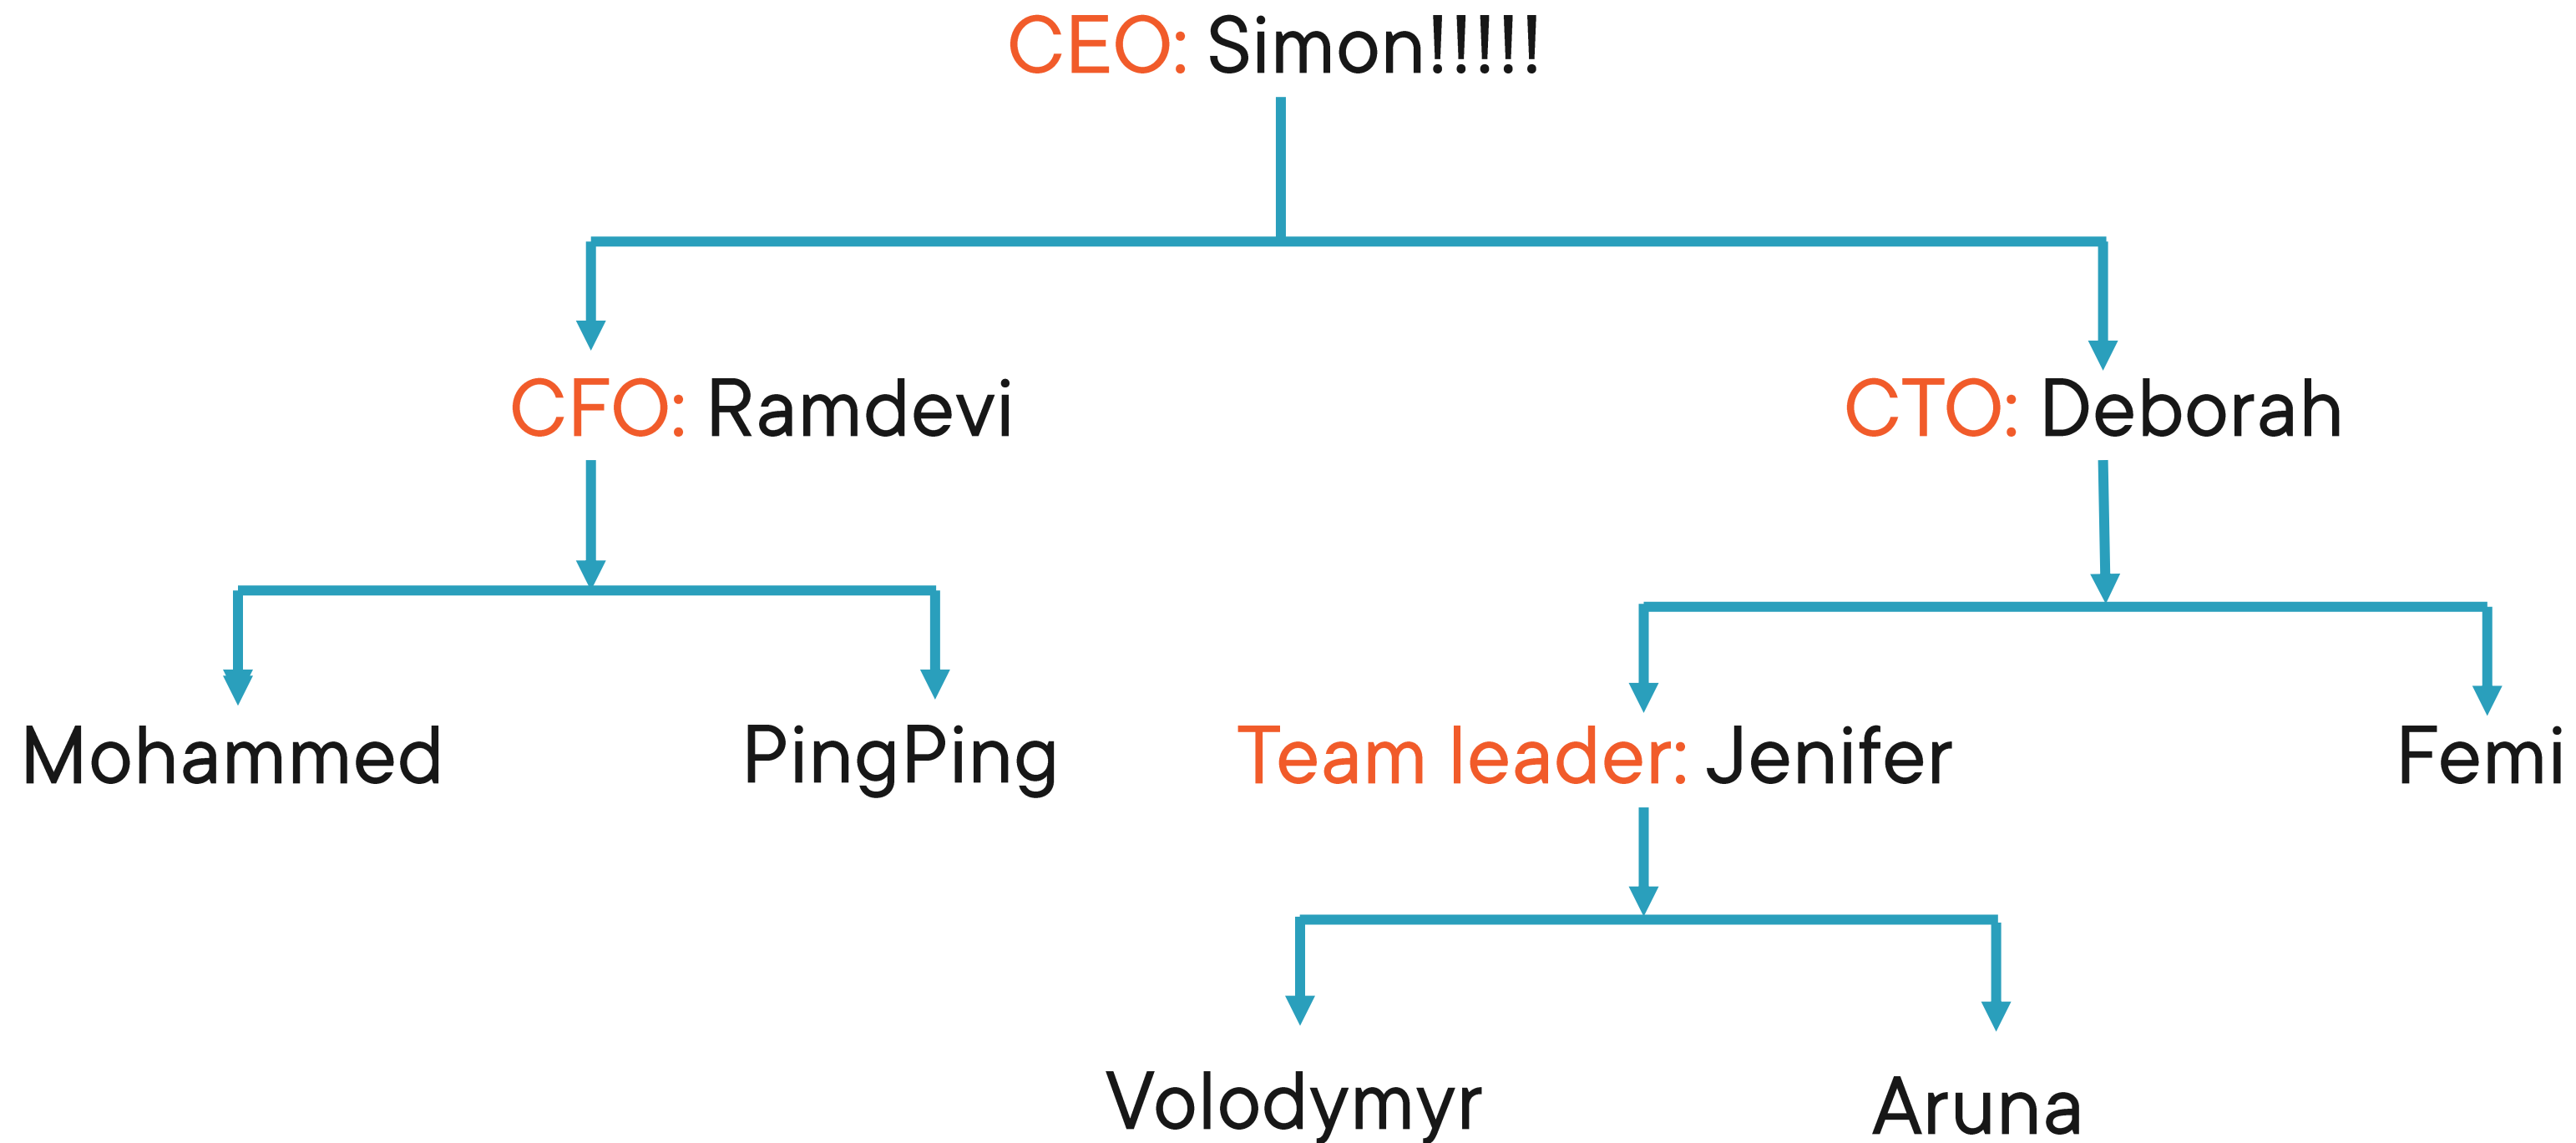 CEO: Simon!!!!!
CFO: Ramdevi
CTO: Deborah
Mohammed
PingPing
Team leader: Jenifer
Femi
Volodymyr
Aruna